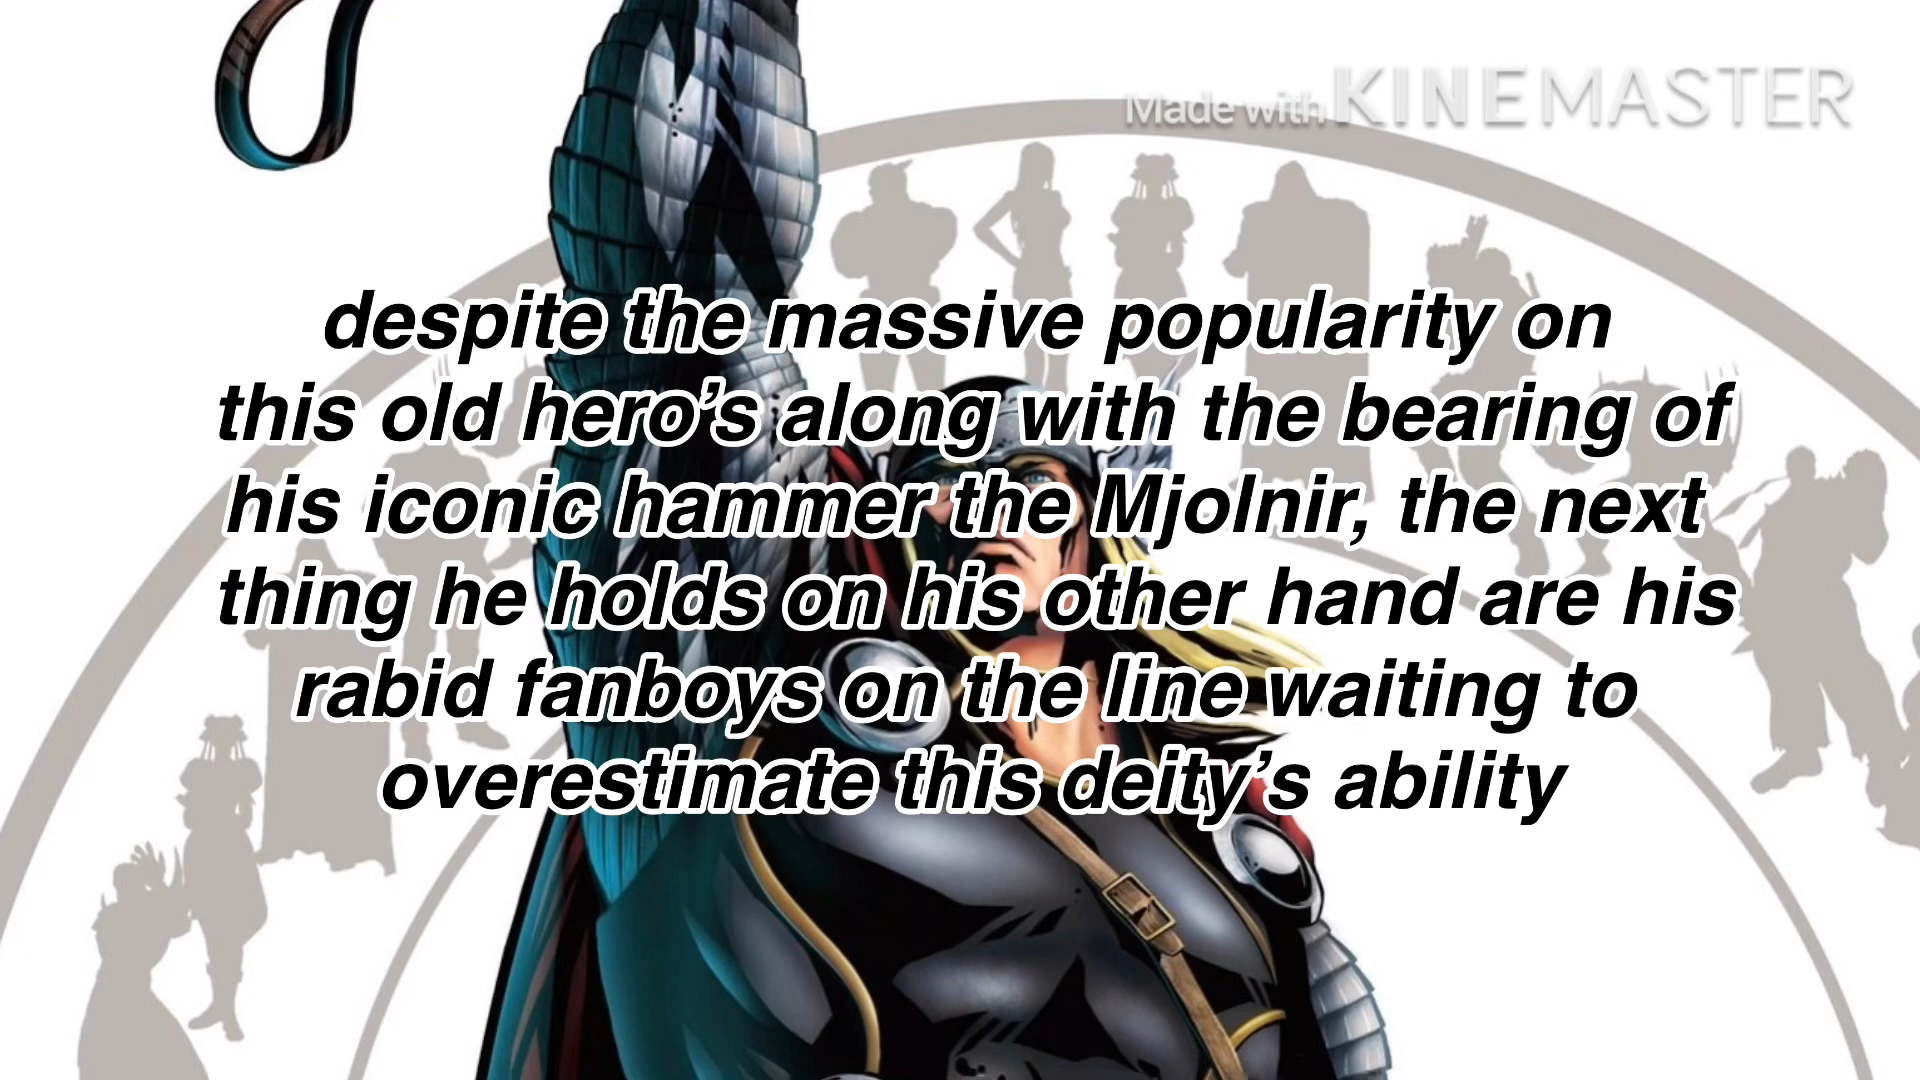 Made with KINEMASTER
despite the massive popularity on
this old hero’s along with the bearing of
his iconic hammer the Mjolnir, the next
thing he holds on his other hand are his
rabid fanboys on the line waiting to
overestimate this deity’s ability